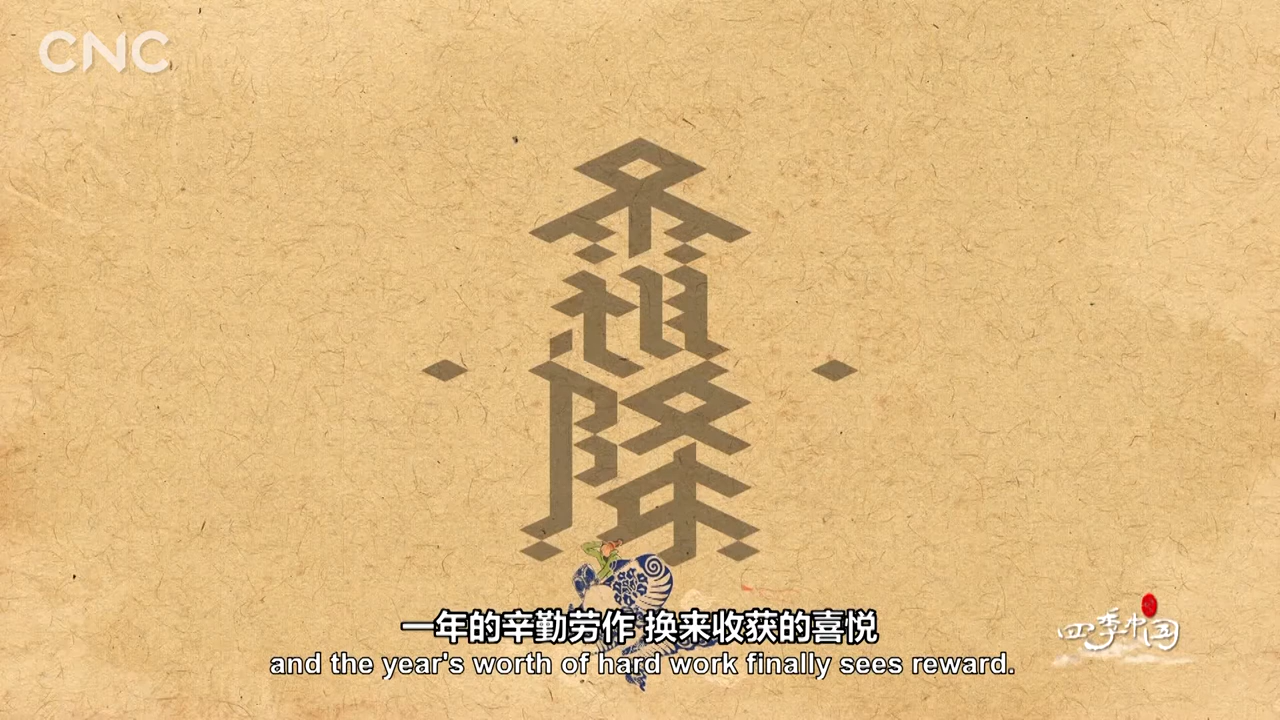 CNC
霜降
一年的辛勤劳作 换来收获的喜悦
and the year's worth of hard work finally sees reward.
四季中国